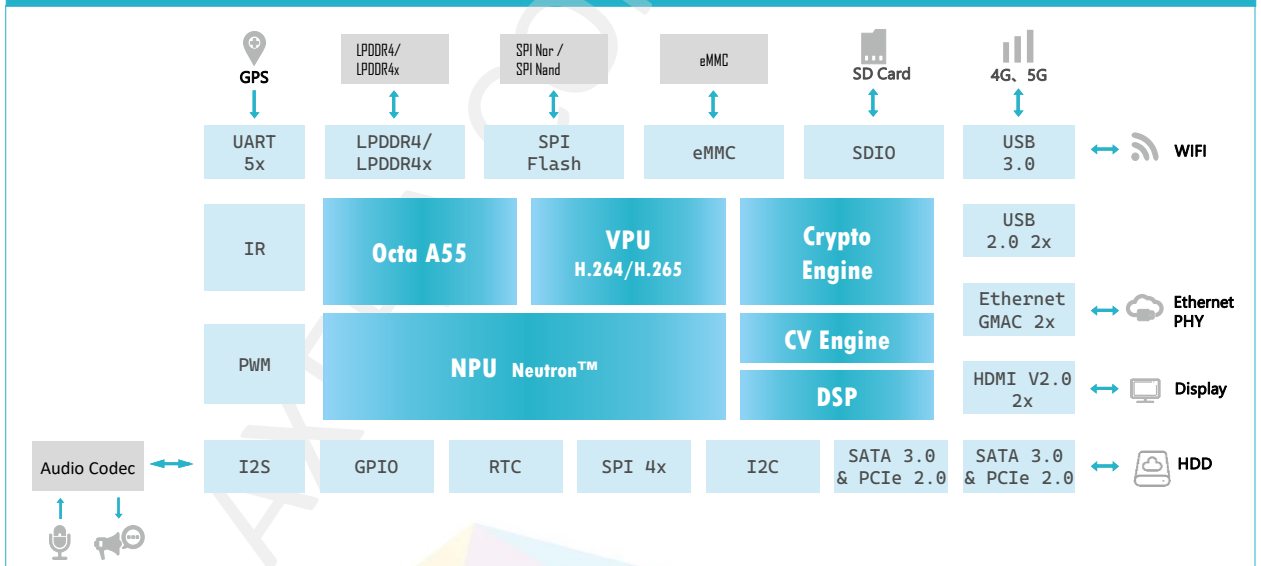 GPS
LPDDR4/
LPDDR4x
SPI Nor /
SPI Nand
eMMC
SD Card
4G、5G
UART
5x
LPDDR4/
LPDDR4x
SPI
Flash
eMMC
SDIO
USB
3.0
WIFI
IR
Octa A55
VPU
H.264/H.265
Crypto
Engine
USB
2.0 2x
Ethernet
GMAC 2x
Ethernet
PHY
PWM
NPU Neutron™
CV Engine
DSP
HDMI V2.0
2x
Display
Audio Codec
I2S
GPIO
RTC
SPI 4x
I2C
SATA 3.0
& PCIe 2.0
SATA 3.0
& PCIe 2.0
HDD